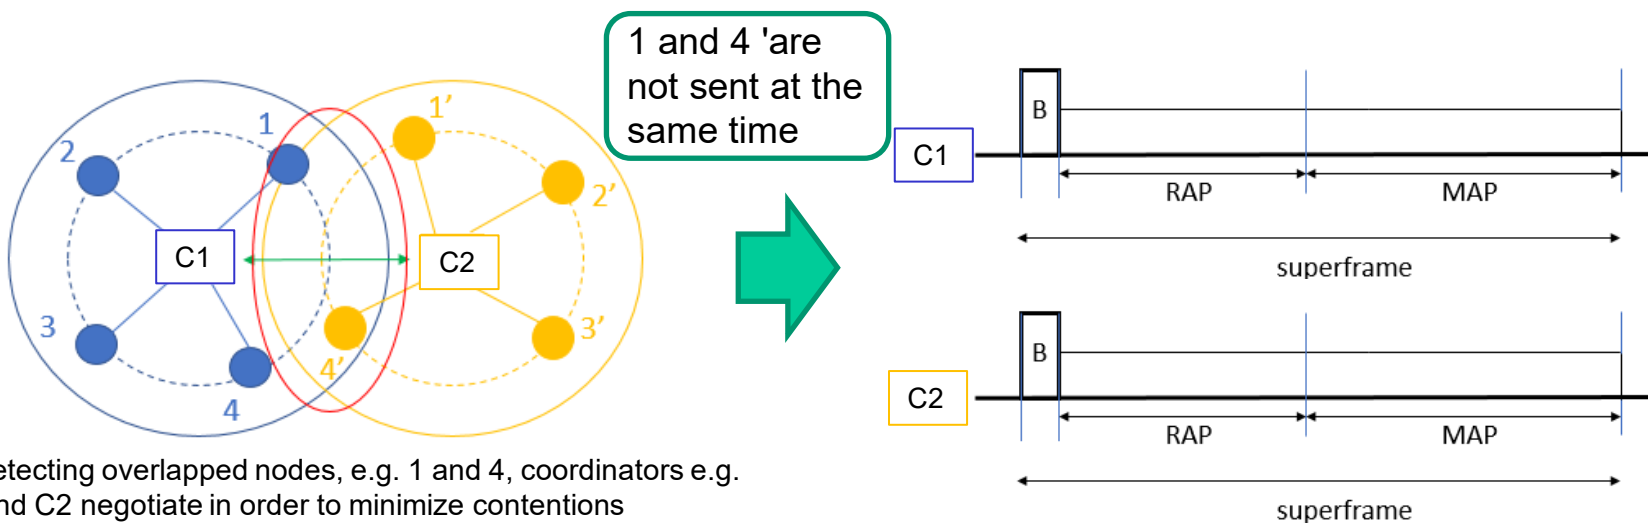 1 and 4 'are
not sent at the
same time
1
1'
2
2'
C1
C2
3
3'
4'
4
etecting overlapped nodes, e.g. 1 and 4, coordinators e.g.
nd C2 negotiate in order to minimize contentions
C1
B
RAP
MAP
superframe
C2
B
RAP
MAP
superframe